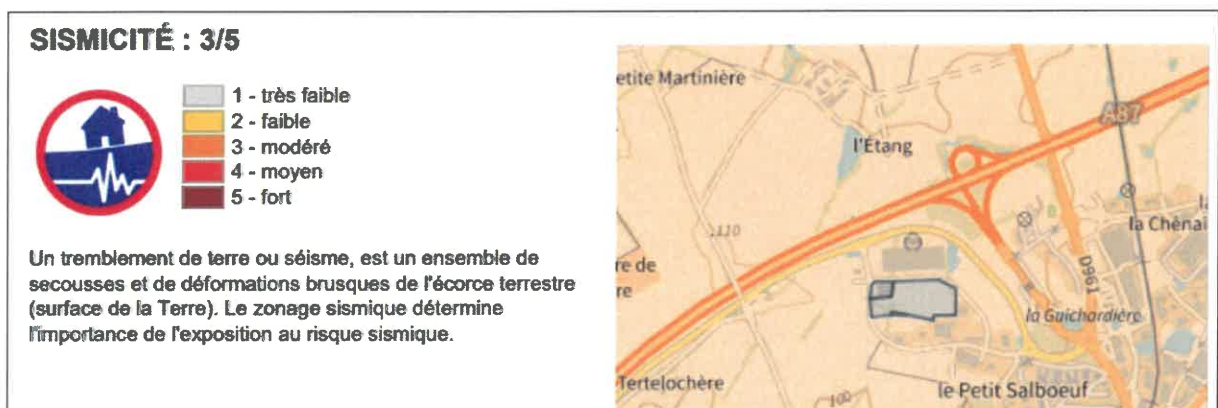 SISMICITÉ : 3/5
1 - très faible
2 - faible
3 - modéré
4 - moyen
5 - fort
Un tremblement de terre ou séisme, est un ensemble de
secousses et de déformations brusques de l'écorce terrestre
(surface de la Terre). Le zonage sismique détermine
l'importance de l'exposition au risque sismique.
etite Martinière
A87
l'Étang
la Chênai
110
re de
re
D961
la Guichardière
Tertelochère
le Petit Salboeuf
100